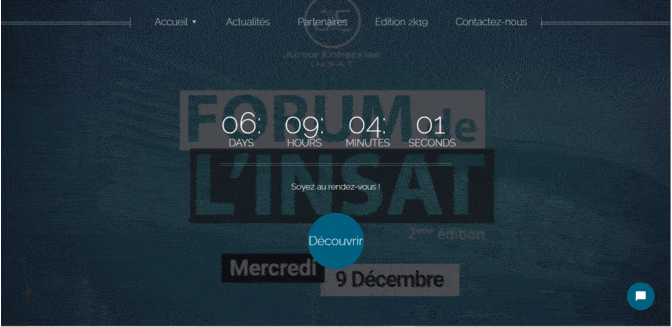 Accueil ▾ Actualités Partenaires Edition 2k19 Contactez-nous
JE
Junior Entreprise
INSAT
FORUM de
L'INSAT
06: 09: 04: 01
DAYS HOURS MINUTES SECONDS
Soyez au rendez-vous !
Découvrir
2ème édition
Mercredi
9 Décembre